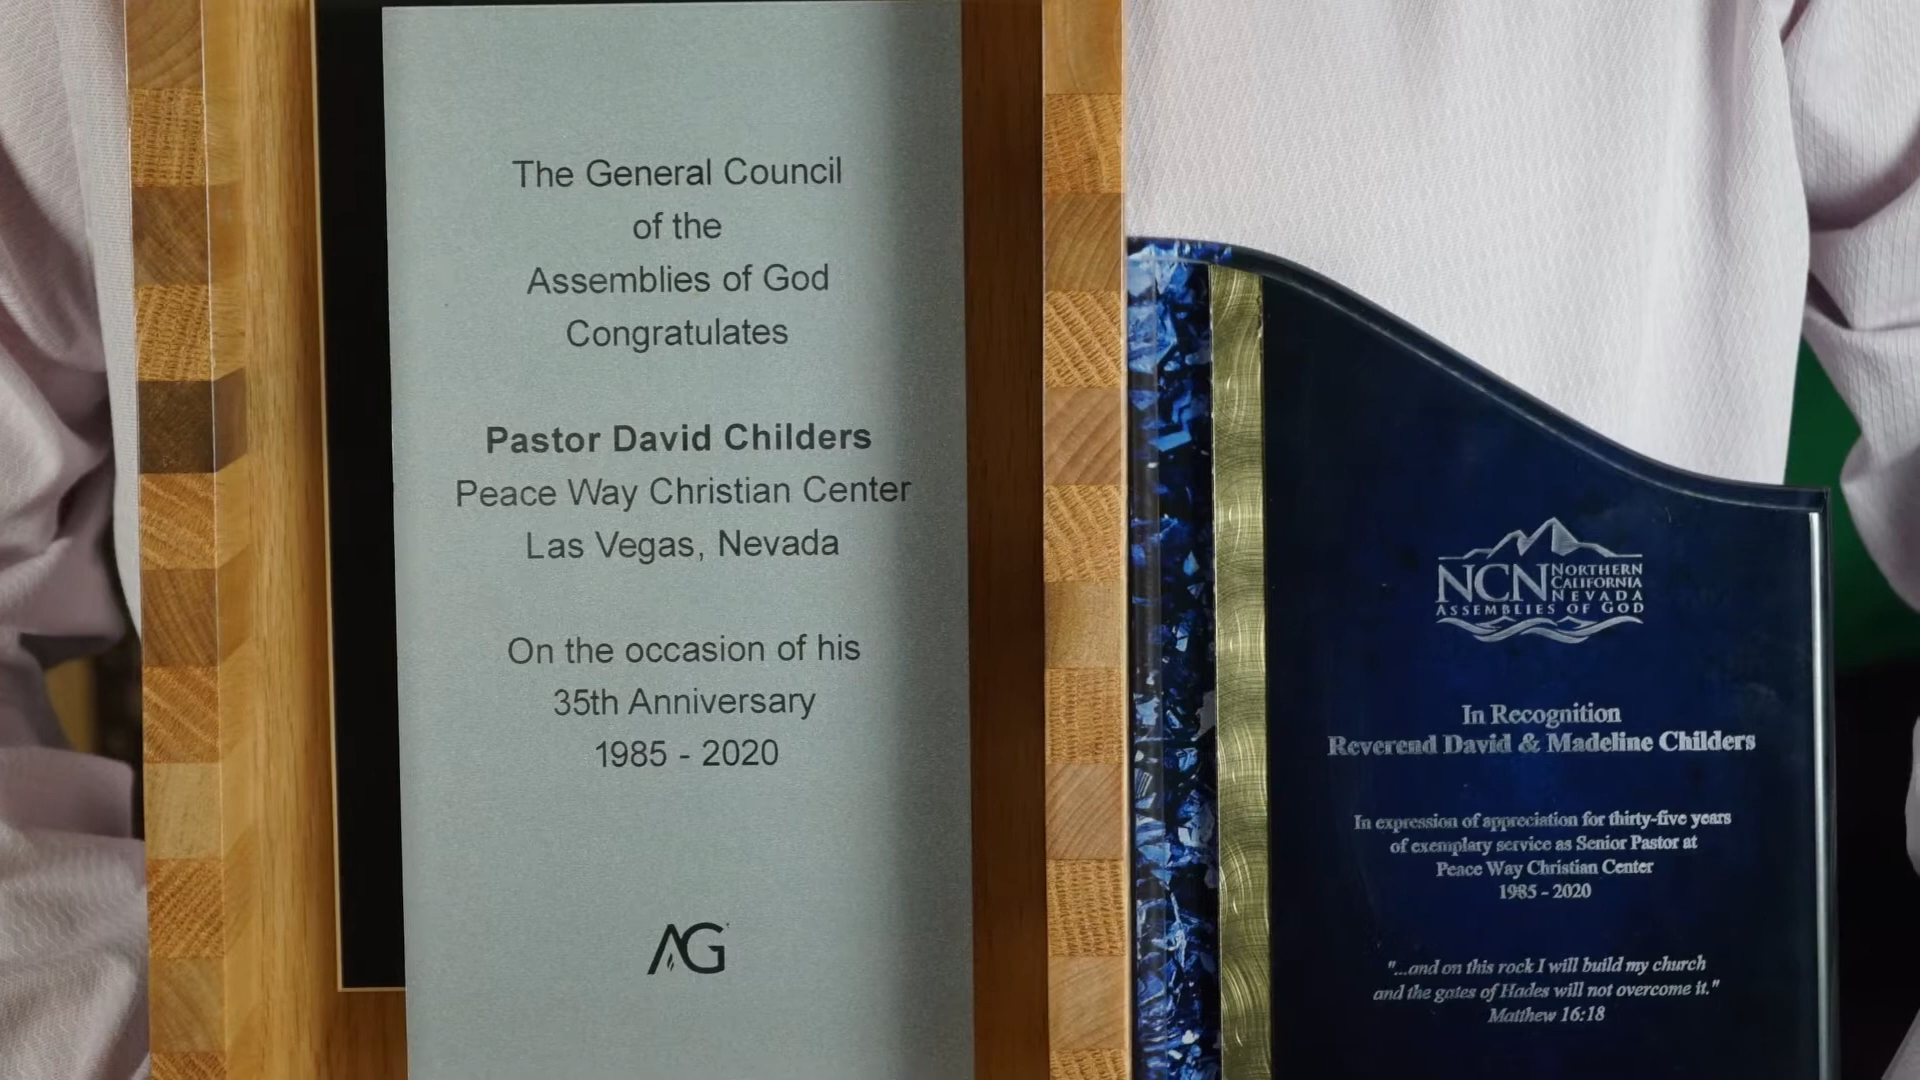 The General Council
of the
Assemblies of God
Congratulates
Pastor David Childers
Peace Way Christian Center
Las Vegas, Nevada
On the occasion of his
35th Anniversary
1985 - 2020
AG
NCN NORTHERN
CALIFORNIA
NEVADA
ASSEMBLIES OF GOD
In Recognition
Reverend David & Madeline Childers
In expression of appreciation for thirty-five years
of exemplary service as Senior Pastor at
Peace Way Christian Center
1985 - 2020
"...and on this rock I will build my church
and the gates of Hades will not overcome it."
Matthew 16:18